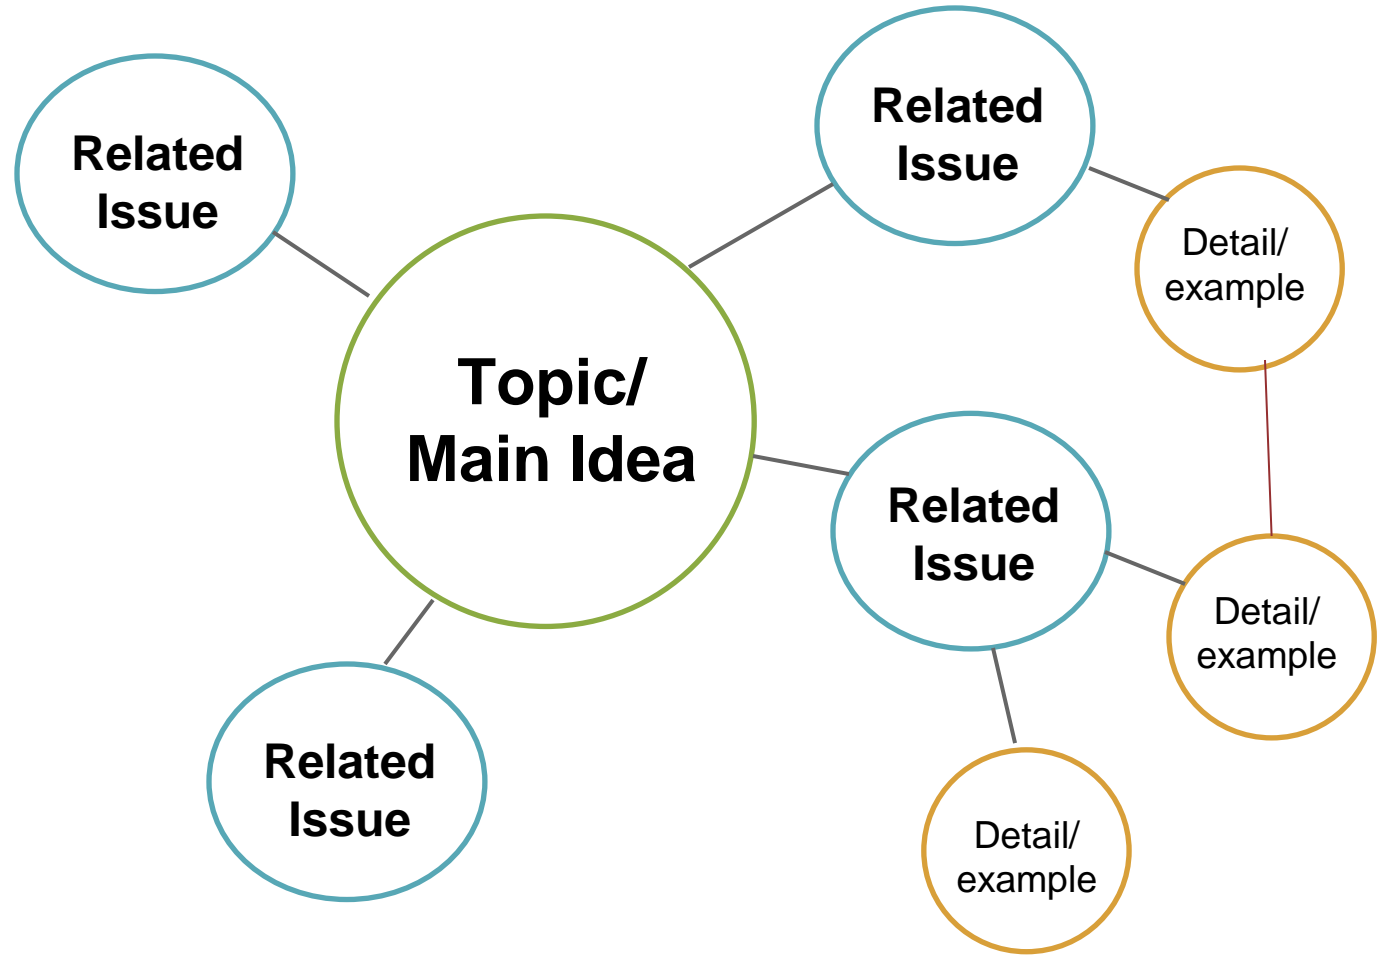 Related
Issue
Related
Issue
Detail/
example
Topic/
Main Idea
Related
Issue
Detail/
example
Related
Issue
Detail/
example